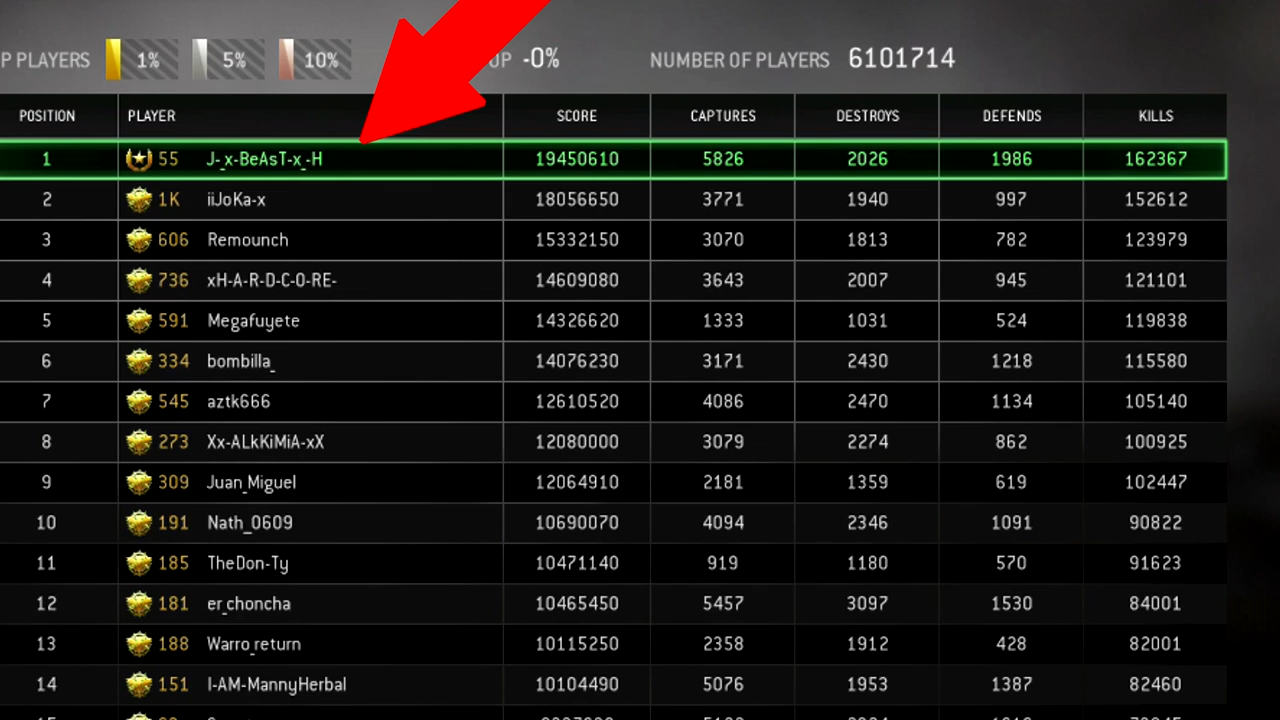 P PLAYERS 1% 5% 10% UP -0% NUMBER OF PLAYERS 6101714
POSITION PLAYER SCORE CAPTURES DESTROYS DEFENDS KILLS
1 55 J-_x-BeAsT-x_-H 19450610 5826 2026 1986 162367
2 1K iiJoKa-x 18056650 3771 1940 997 152612
3 606 Remounch 15332150 3070 1813 782 123979
4 736 xH-A-R-D-C-O-RE- 14609080 3643 2007 945 121101
5 591 Megafuyete 14326620 1333 1031 524 119838
6 334 bombilla_ 14076230 3171 2430 1218 115580
7 545 aztk666 12610520 4086 2470 1134 105140
8 273 Xx-ALkKiMiA-xX 12080000 3079 2274 862 100925
9 309 Juan_Miguel 12064910 2181 1359 619 102447
10 191 Nath_0609 10690070 4094 2346 1091 90822
11 185 TheDon-Ty 10471140 919 1180 570 91623
12 181 er_choncha 10465450 5457 3097 1530 84001
13 188 Warro_return 10115250 2358 1912 428 82001
14 151 I-AM-MannyHerbal 10104490 5076 1953 1387 82460